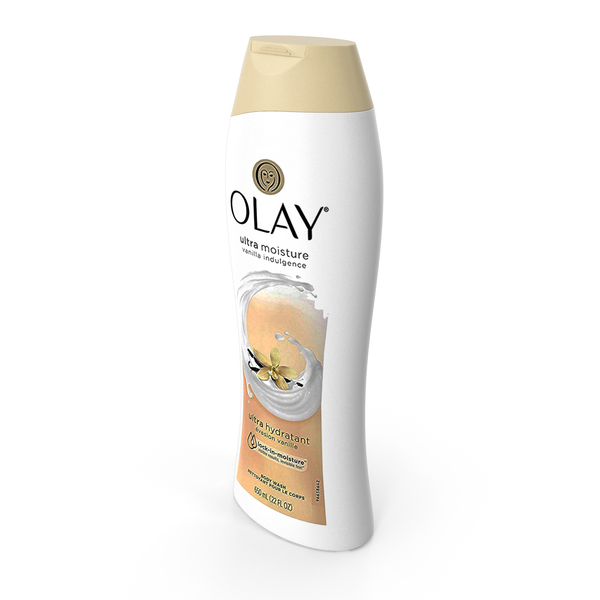 OLAY®
ultra moisture
vanilla indulgence
ultra hydratant
évasion vanille
lock-in-moisture™
BODY WASH
NETTOYANT POUR LE CORPS
650 mL (22 FL OZ)